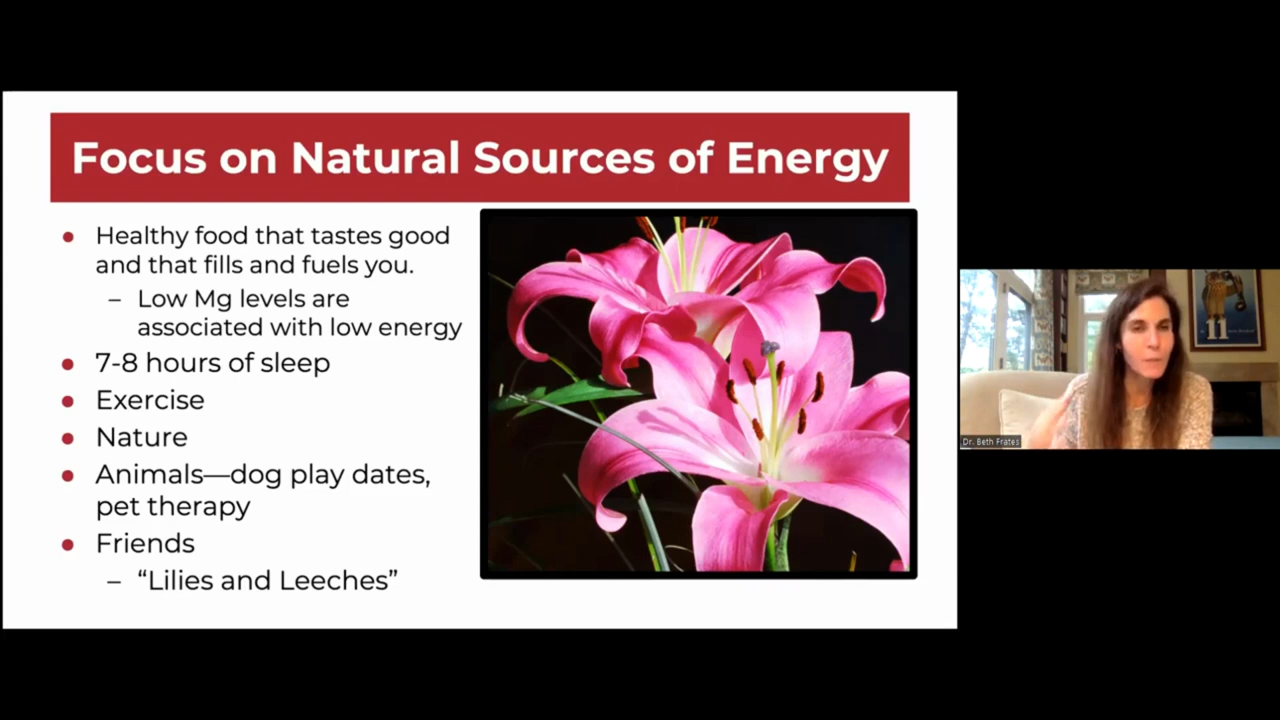 Focus on Natural Sources of Energy
• Healthy food that tastes good
and that fills and fuels you.
– Low Mg levels are
associated with low energy
• 7-8 hours of sleep
• Exercise
• Nature
• Animals—dog play dates,
pet therapy
• Friends
– “Lilies and Leeches”
11
Dr. Beth Frates